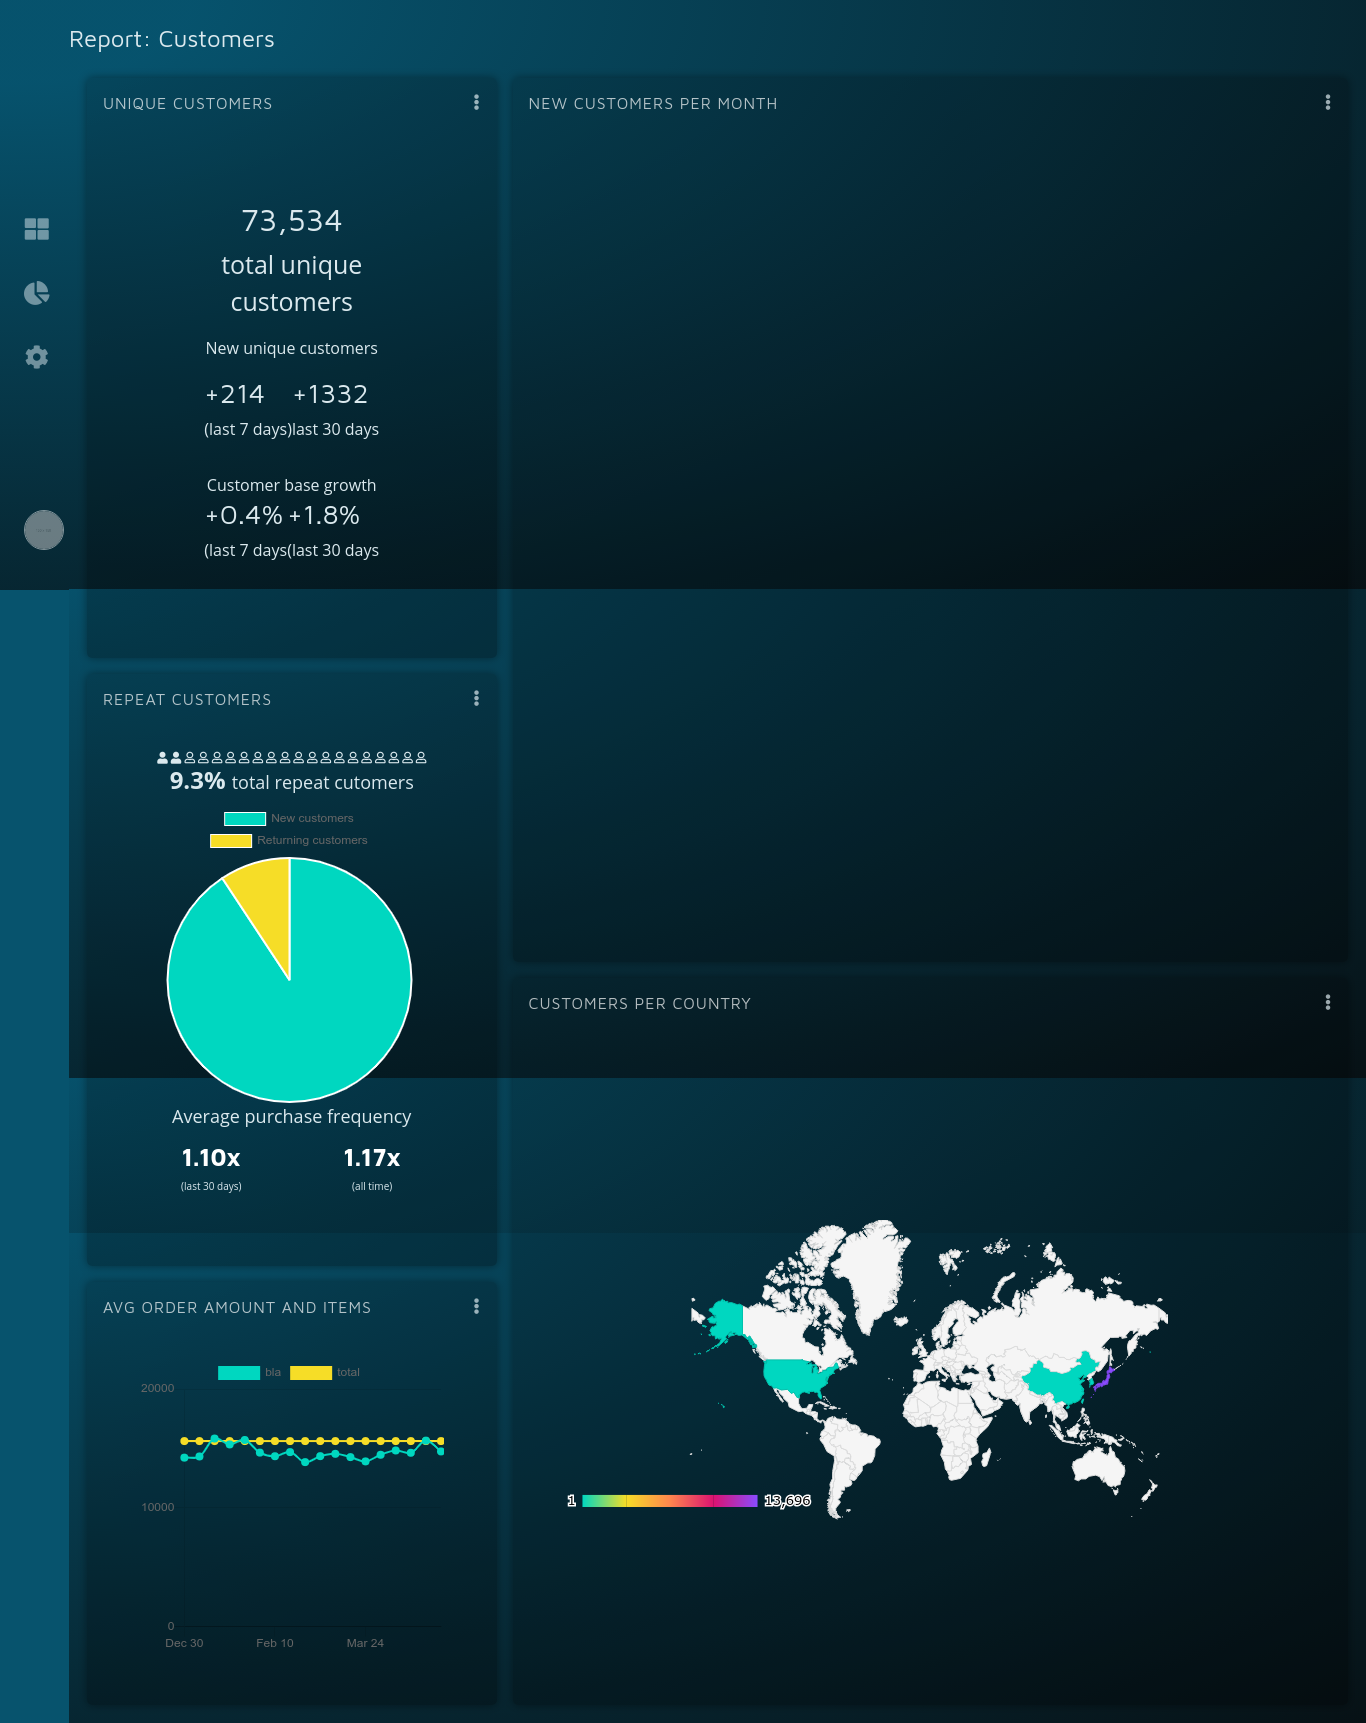 Report: Customers
UNIQUE CUSTOMERS
73,534
total unique
customers
New unique customers
+214 +1332
(last 7 days)last 30 days
Customer base growth
+0.4% +1.8%
(last 7 days(last 30 days
NEW CUSTOMERS PER MONTH
REPEAT CUSTOMERS
9.3% total repeat cutomers
New customers
Returning customers
Average purchase frequency
1.10x 1.17x
(last 30 days) (all time)
CUSTOMERS PER COUNTRY
1 13,696
AVG ORDER AMOUNT AND ITEMS
bla total
20000
10000
0
Dec 30 Feb 10 Mar 24